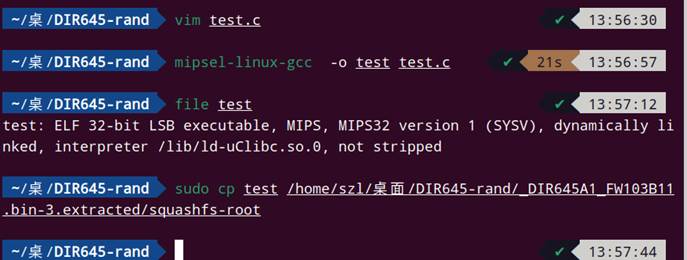 ~/桌/DIR645-rand vim test.c ✔ 13:56:30
~/桌/DIR645-rand mipsel-linux-gcc -o test test.c ✔ 21s 13:56:57
~/桌/DIR645-rand file test ✔ 13:57:12
test: ELF 32-bit LSB executable, MIPS, MIPS32 version 1 (SYSV), dynamically li
nked, interpreter /lib/ld-uClibc.so.0, not stripped
~/桌/DIR645-rand sudo cp test /home/szl/桌面/DIR645-rand/_DIR645A1_FW103B11
.bin-3.extracted/squashfs-root
~/桌/DIR645-rand ✔ 13:57:44